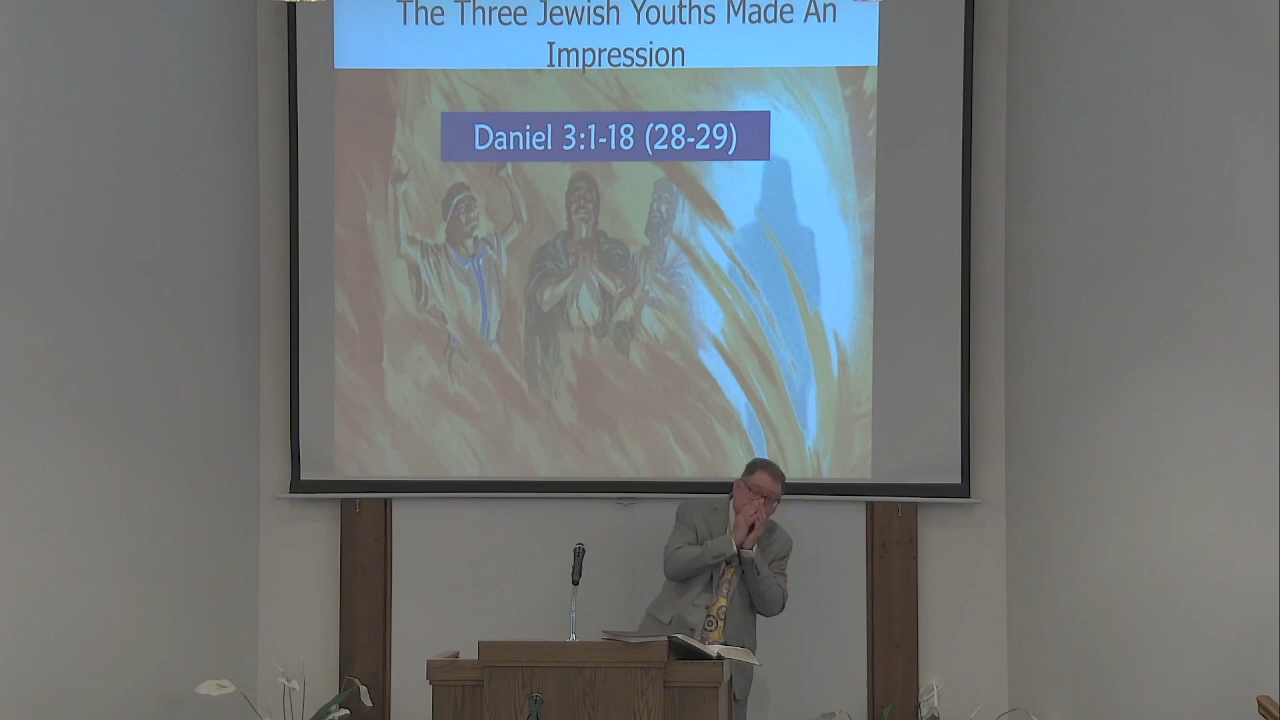 The Three Jewish Youths Made An
Impression
Daniel 3:1-18 (28-29)